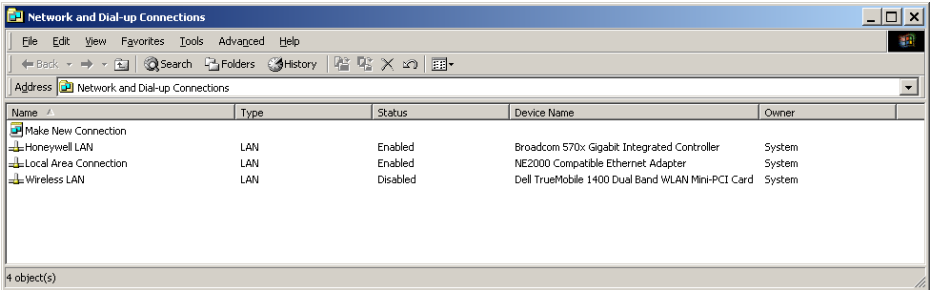 Network and Dial-up Connections
File Edit View Favorites Tools Advanced Help
Back Search Folders History
Address Network and Dial-up Connections
Name Type Status Device Name Owner
Make New Connection
Honeywell LAN LAN Enabled Broadcom 570x Gigabit Integrated Controller System
Local Area Connection LAN Enabled NE2000 Compatible Ethernet Adapter System
Wireless LAN LAN Disabled Dell TrueMobile 1400 Dual Band WLAN Mini-PCI Card System
4 object(s)